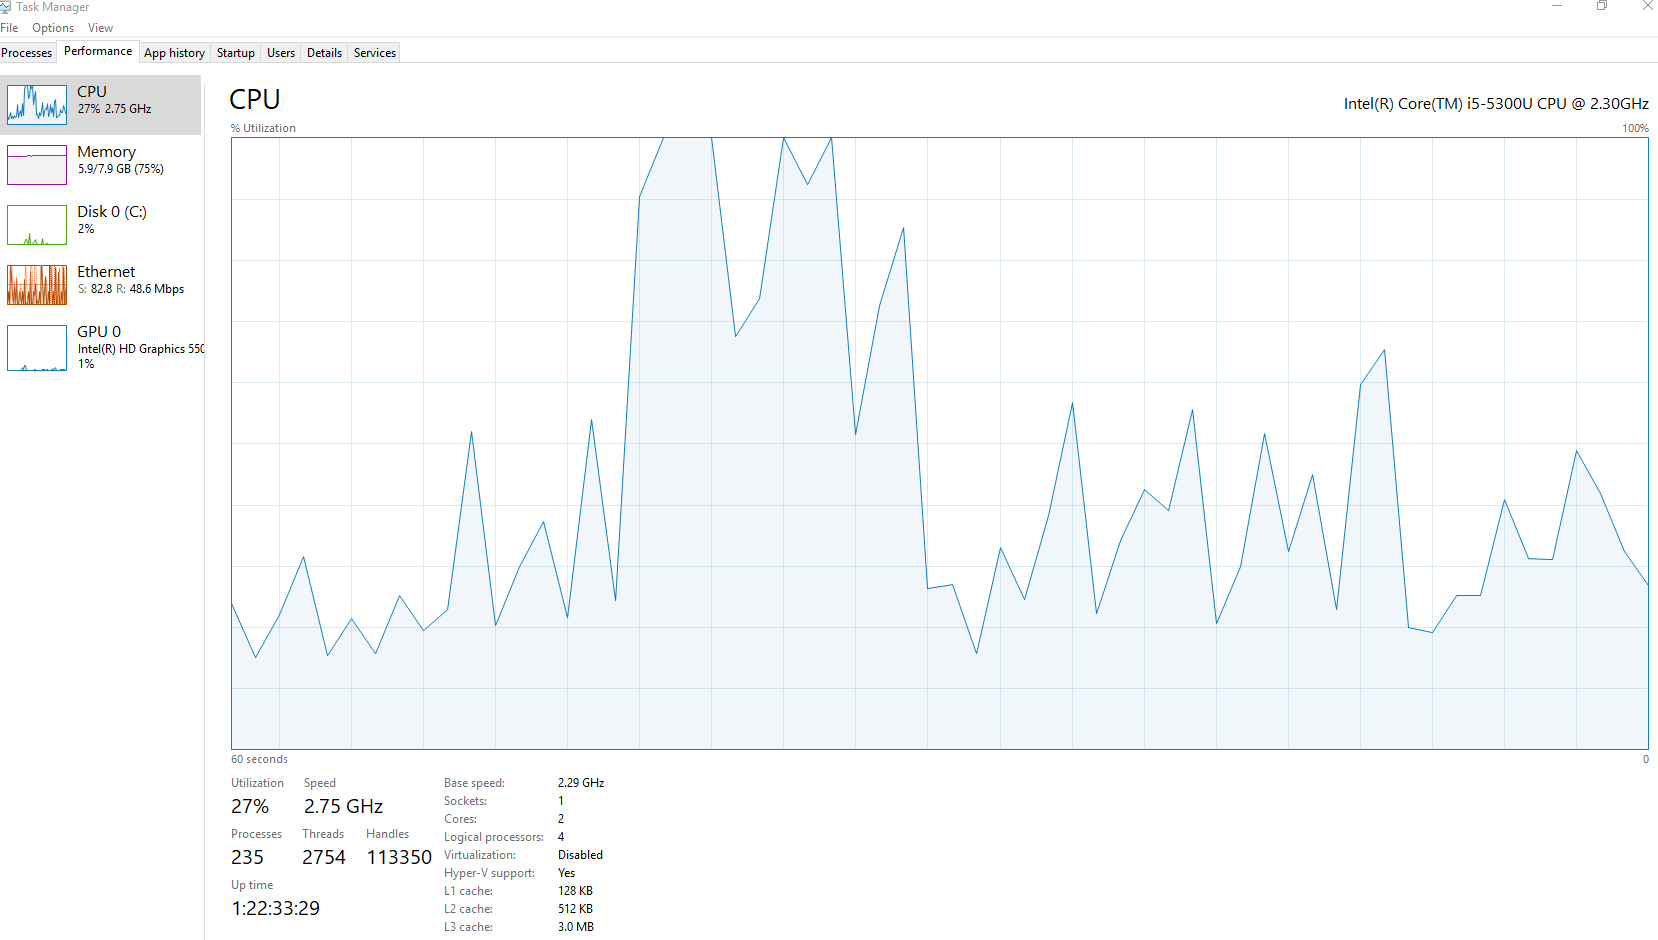 Task Manager
File Options View
Processes Performance App history Startup Users Details Services
CPU
27% 2.75 GHz
Memory
5.9/7.9 GB (75%)
Disk 0 (C:)
2%
Ethernet
S: 82.8 R: 48.6 Mbps
GPU 0
Intel(R) HD Graphics 550
1%
CPU
Intel(R) Core(TM) i5-5300U CPU @ 2.30GHz
% Utilization
100%
60 seconds
0
Utilization Speed
27% 2.75 GHz
Processes Threads Handles
235 2754 113350
Up time
1:22:33:29
Base speed: 2.29 GHz
Sockets: 1
Cores: 2
Logical processors: 4
Virtualization: Disabled
Hyper-V support: Yes
L1 cache: 128 KB
L2 cache: 512 KB
L3 cache: 3.0 MB